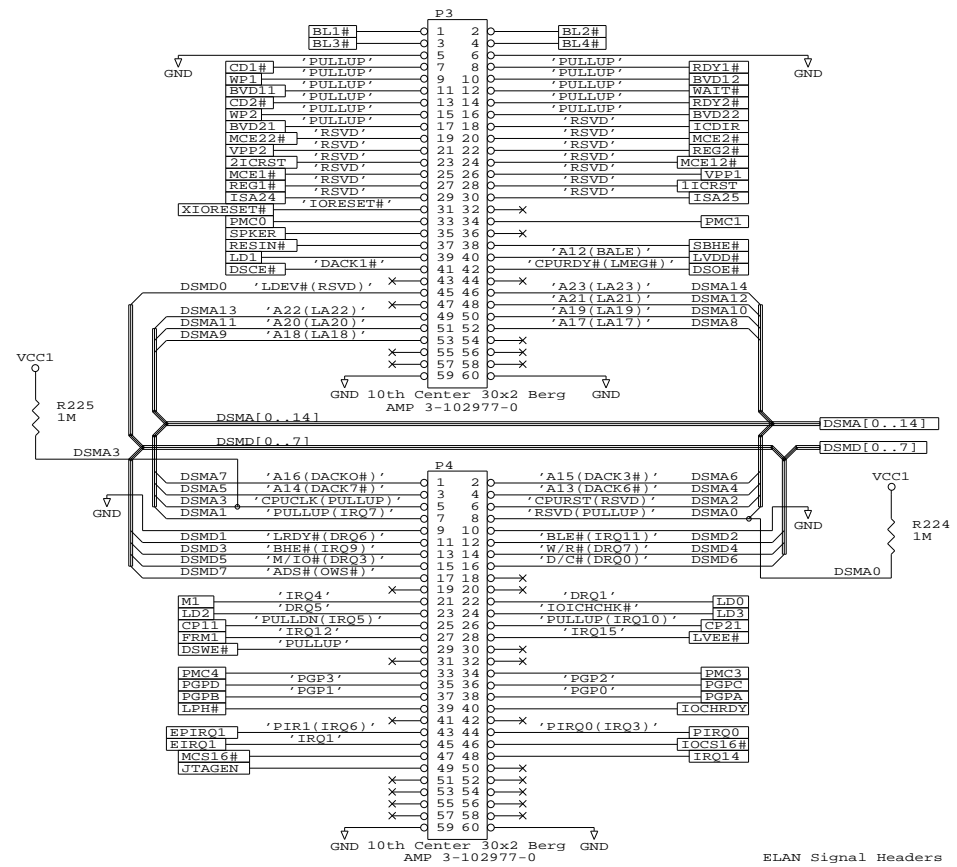 P3
BL1# 1 2 BL2#
BL3# 3 4 BL4#
5 6
GND GND
CD1# 'PULLUP' 7 8 'PULLUP' RDY1#
WP1 'PULLUP' 9 10 'PULLUP' BVD12
BVD11 'PULLUP' 11 12 'PULLUP' WAIT#
CD2# 'PULLUP' 13 14 'PULLUP' RDY2#
WP2 'PULLUP' 15 16 'PULLUP' BVD22
BVD21 'PULLUP' 17 18 'RSVD' ICDIR
MCE22# 'RSVD' 19 20 'RSVD' MCE2#
VPP2 'RSVD' 21 22 'RSVD' REG2#
2ICRST 'RSVD' 23 24 'RSVD' MCE12#
MCE1# 'RSVD' 25 26 'RSVD' VPP1
REG1# 'RSVD' 27 28 'RSVD' 1ICRST
ISA24 'RSVD' 29 30 'RSVD' ISA25
XIORESET# 'IORESET#' 31 32
PMC0 33 34 PMC1
SPKER 35 36
RESIN# 37 38 SBHE#
LD1 39 40 'A12(BALE)' LVDD#
DSCE# 'DACK1#' 41 42 'CPURDY#(LMEG#)' DSOE#
43 44
DSMD0 'LDEV#(RSVD)' 45 46 'A23(LA23)' DSMA14
47 48 'A21(LA21)' DSMA12
DSMA13 'A22(LA22)' 49 50 'A19(LA19)' DSMA10
DSMA11 'A20(LA20)' 51 52 'A17(LA17)' DSMA8
DSMA9 'A18(LA18)' 53 54
55 56
57 58
59 60
GND 10th Center 30x2 Berg GND
AMP 3-102977-0
VCC1
R225
1M
DSMA[0..14] DSMA[0..14]
DSMD[0..7] DSMD[0..7]
DSMA3
P4
DSMA7 'A16(DACK0#)' 1 2 'A15(DACK3#)' DSMA6
DSMA5 'A14(DACK7#)' 3 4 'A13(DACK6#)' DSMA4
DSMA3 'CPUCLK(PULLUP)' 5 6 'CPURST(RSVD)' DSMA2
DSMA1 'PULLUP(IRQ7)' 7 8 'RSVD(PULLUP)' DSMA0
GND 9 10 GND
VCC1
R224
1M
DSMD1 'LRDY#(DRQ6)' 11 12 'BLE#(IRQ11)' DSMD2
DSMD3 'BHE#(IRQ9)' 13 14 'W/R#(DRQ7)' DSMD4
DSMD5 'M/IO#(DRQ3)' 15 16 'D/C#(DRQ0)' DSMD6
DSMD7 'ADS#(OWS#)' 17 18
DSMA0
19 20
M1 'IRQ4' 21 22 'DRQ1' LD0
LD2 'DRQ5' 23 24 'IOICHCHK#' LD3
CP11 'PULLDN(IRQ5)' 25 26 'PULLUP(IRQ10)' CP21
FRM1 'IRQ12' 27 28 'IRQ15' LVEE#
DSWE# 'PULLUP' 29 30
31 32
PMC4 33 34 PMC3
PGPD 'PGP3' 35 36 'PGP2' PGPC
PGPB 'PGP1' 37 38 'PGP0' PGPA
LPH# 39 40 IOCHRDY
41 42
EPIRQ1 'PIR1(IRQ6)' 43 44 'PIRQ0(IRQ3)' PIRQ0
EIRQ1 'IRQ1' 45 46 IOCS16#
MCS16# 47 48 IRQ14
JTAGEN 49 50
51 52
53 54
55 56
57 58
59 60
GND 10th Center 30x2 Berg GND
AMP 3-102977-0
ELAN Signal Headers